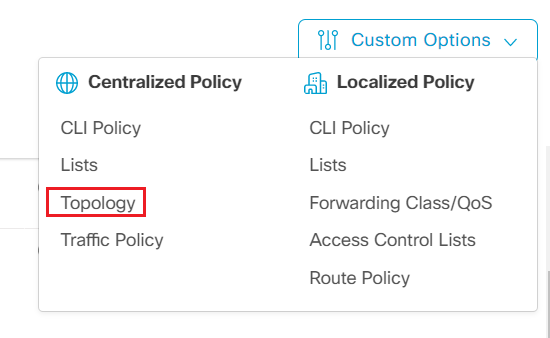 Custom Options
Centralized Policy
CLI Policy
Lists
Topology
Traffic Policy
Localized Policy
CLI Policy
Lists
Forwarding Class/QoS
Access Control Lists
Route Policy